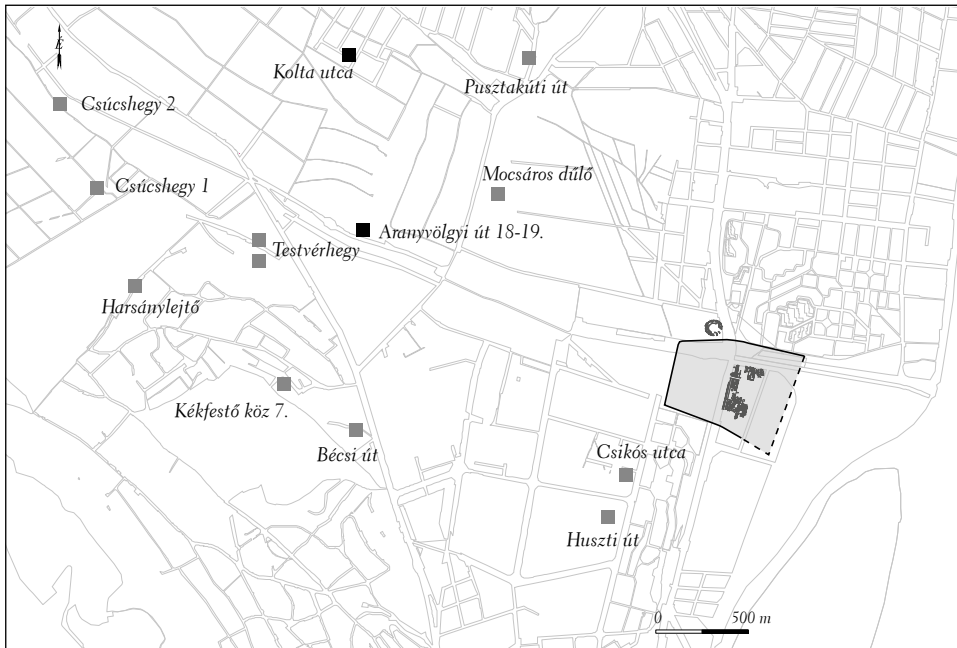 É
Kolta utca
Pusztakúti út
Csúcshegy 2
Mocsáros dűlő
Csúcshegy 1
Aranyvölgyi út 18-19.
Testvérhegy
Harsánylejtő
Kékfestő köz 7.
Bécsi út
Csikós utca
Huszti út
0 500 m